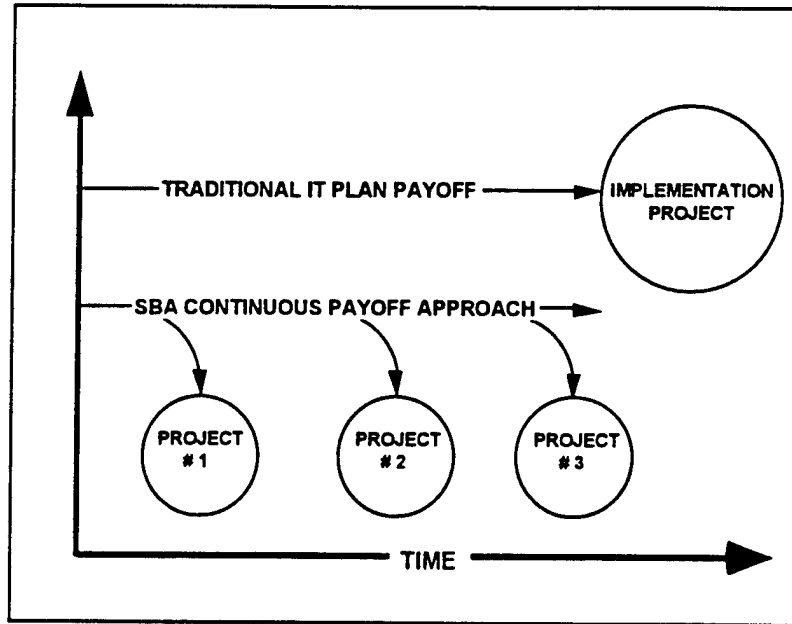 TRADITIONAL IT PLAN PAYOFF
IMPLEMENTATION
PROJECT
SBA CONTINUOUS PAYOFF APPROACH
PROJECT
# 1
PROJECT
# 2
PROJECT
# 3
TIME